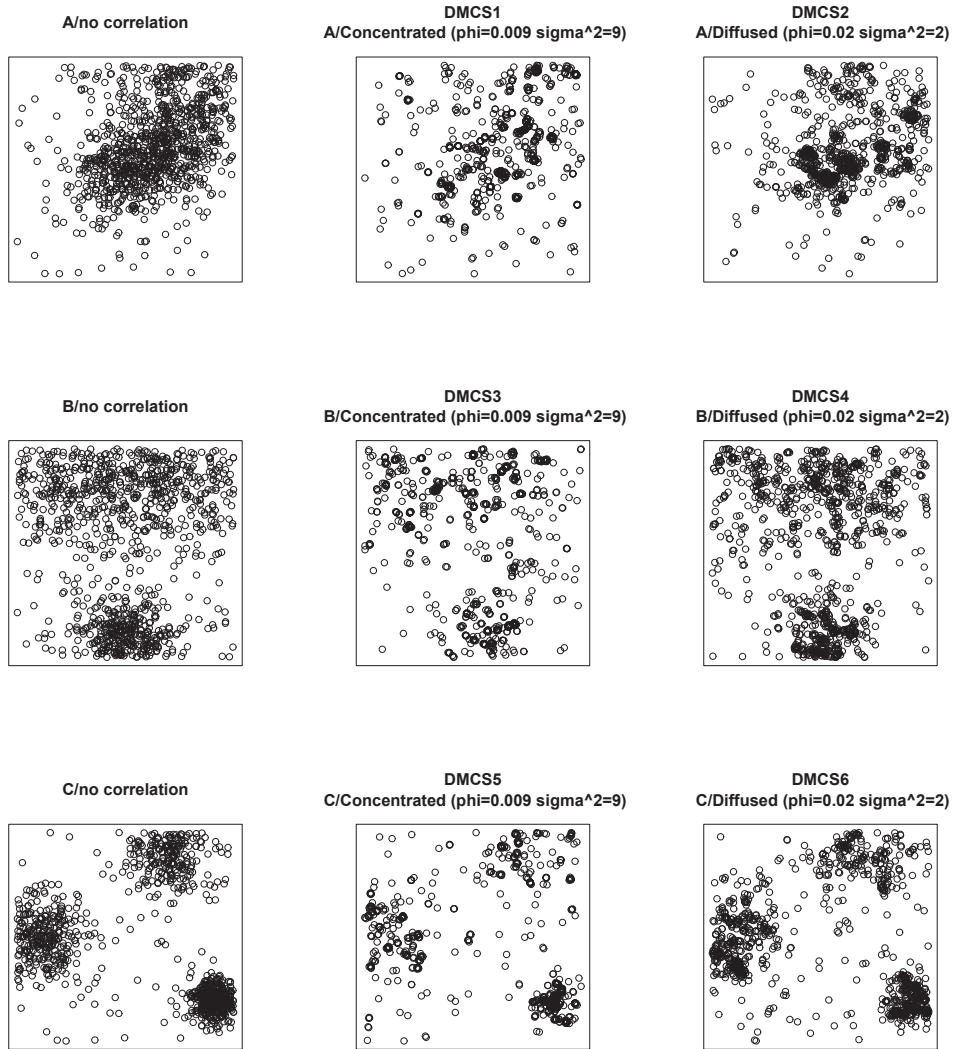 A/no correlation
DMCS1
A/Concentrated (phi=0.009 sigma^2=9)
DMCS2
A/Diffused (phi=0.02 sigma^2=2)
B/no correlation
DMCS3
B/Concentrated (phi=0.009 sigma^2=9)
DMCS4
B/Diffused (phi=0.02 sigma^2=2)
C/no correlation
DMCS5
C/Concentrated (phi=0.009 sigma^2=9)
DMCS6
C/Diffused (phi=0.02 sigma^2=2)